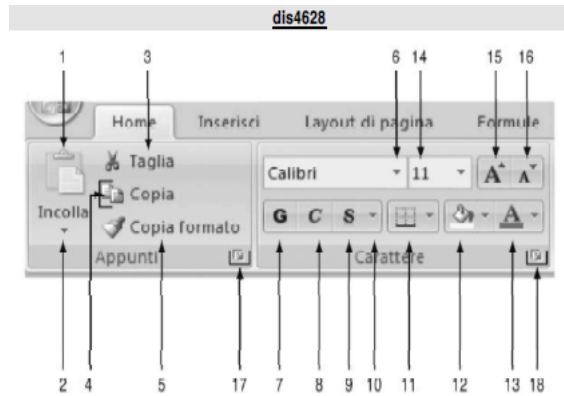 dis4628
1 3 6 14 15 16
Home Inserisci Layout di pagina Formule
Taglia
Calibri 11 A A
Copia
Incolla
G C S A
Copia formato
Appunti Carattere
2 4 5 17 7 8 9 10 11 12 13 18